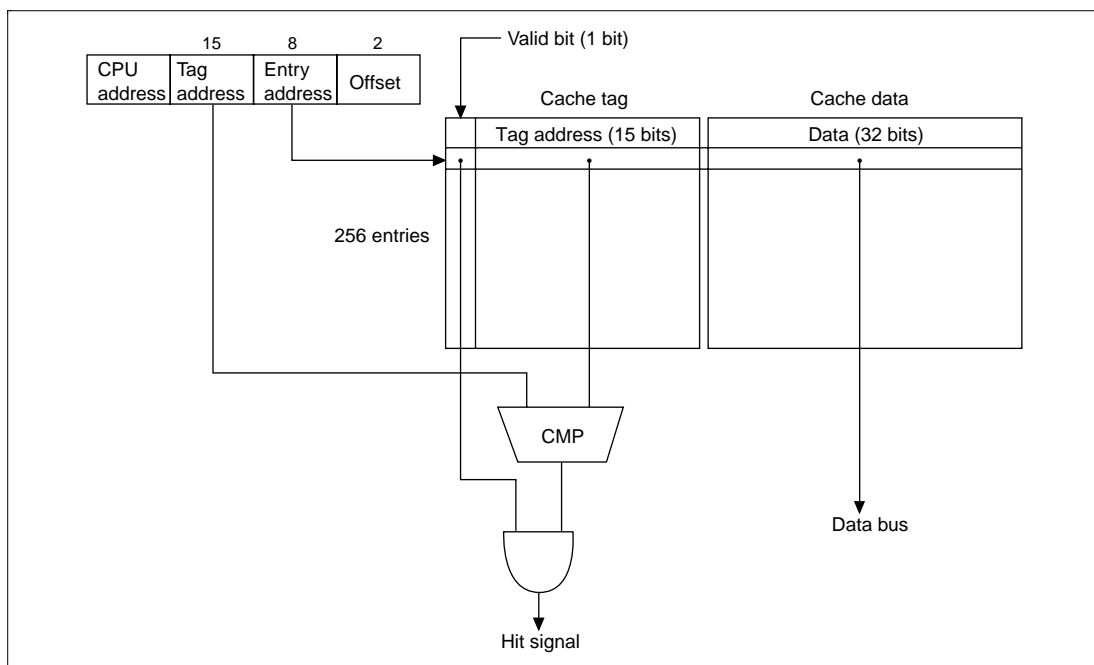 15 8 2
CPU address Tag address Entry address Offset
Valid bit (1 bit)
Cache tag Cache data
Tag address (15 bits) Data (32 bits)
256 entries
CMP
Data bus
Hit signal